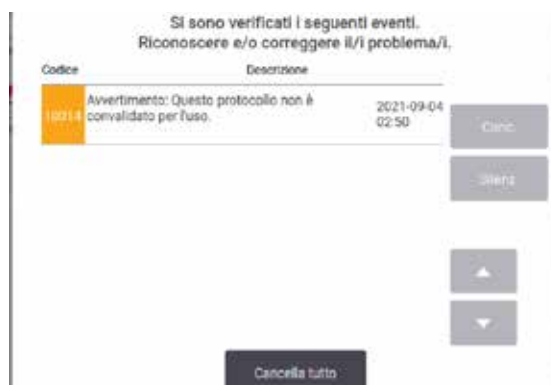 Si sono verificati i seguenti eventi.
Riconoscere e/o correggere il/i problema/i.
Codice Descrizione
Avvertimento: Questo protocollo non è 2021-09-04
10014 convalidato per l'uso. 02:50
Canc.
Silenz
Cancella tutto